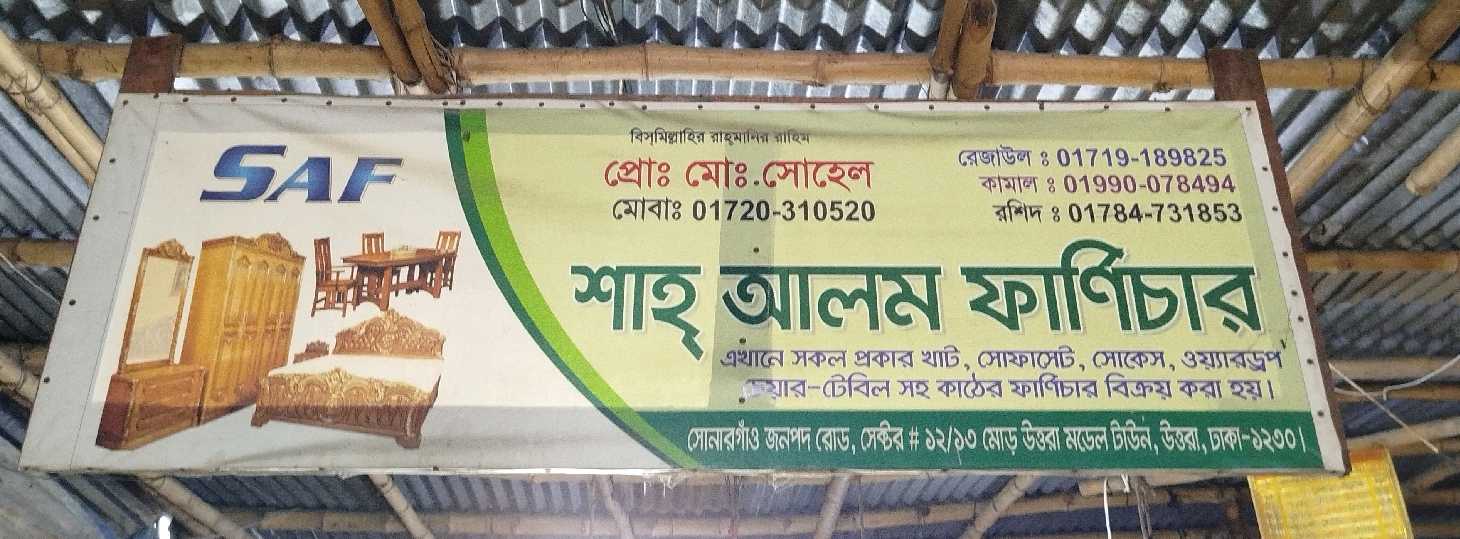 SAF
বিস্‌মিল্লাহির রাহ্‌মানির রাহিম
প্রোঃ মোঃ সোহেল
মোবাঃ 01720-310520
রেজাউল ঃ 01719-189825
কামাল ঃ 01990-078494
রশিদ ঃ 01784-731853
শাহ্ আলম ফার্ণিচার
এখানে সকল প্রকার খাট, সোফাসেট, সোকেস, ওয়্যারড্রপ
চেয়ার-টেবিল সহ কাঠের ফার্ণিচার বিক্রয় করা হয়।
সোনারগাঁও জনপদ রোড, সেক্টর # ১২/১৩ মোড় উত্তরা মডেল টাউন, উত্তরা, ঢাকা-১২৩০।